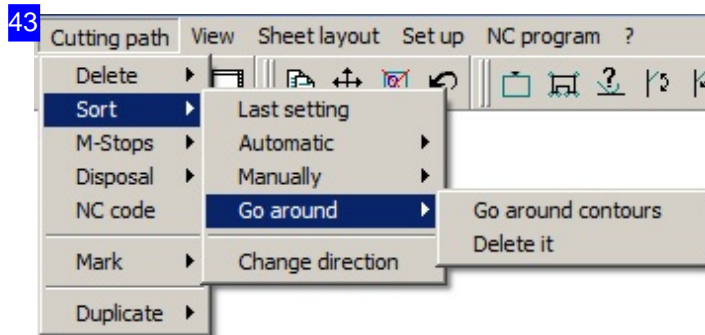 43
Cutting path View Sheet layout Set up NC program ?
Delete
Sort
M-Stops
Disposal
NC code
Mark
Duplicate
Last setting
Automatic
Manually
Go around
Change direction
Go around contours
Delete it